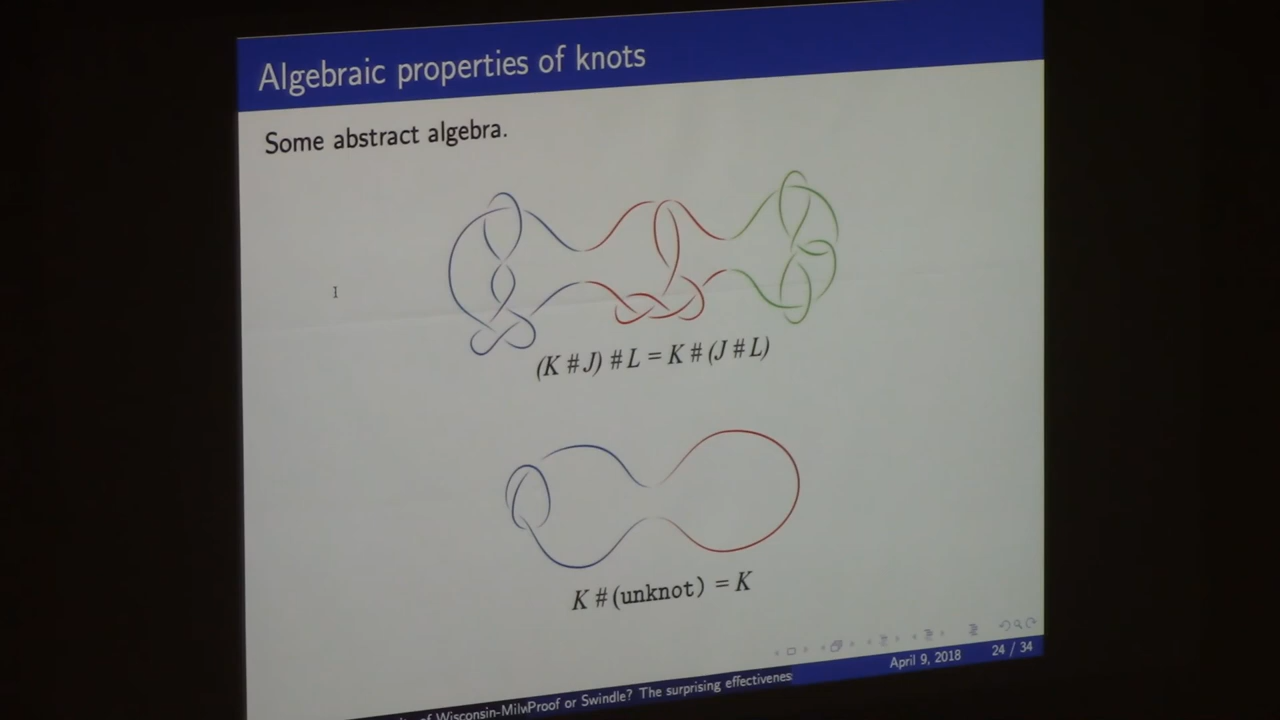 Algebraic properties of knots
Some abstract algebra.
(K # J) # L = K # (J # L)
K # (unknot) = K
April 9, 2018 24 / 34
of Wisconsin-Milw Proof or Swindle? The surprising effectivenes